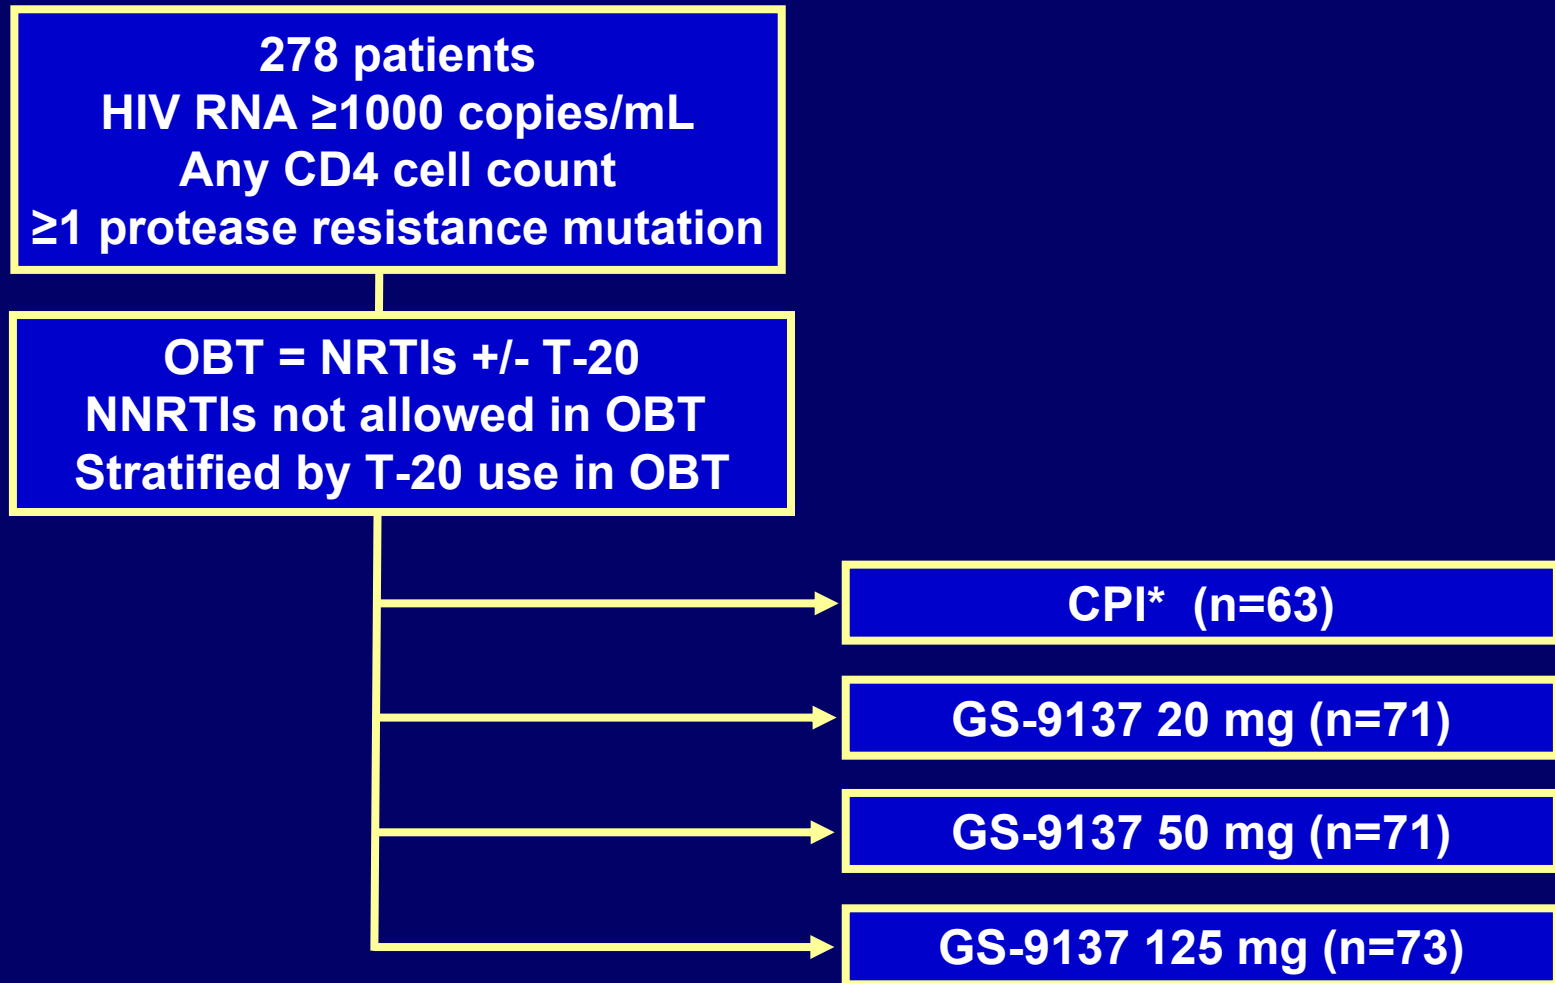 278 patients
HIV RNA ≥1000 copies/mL
Any CD4 cell count
≥1 protease resistance mutation
OBT = NRTIs +/- T-20
NNRTIs not allowed in OBT
Stratified by T-20 use in OBT
CPI* (n=63)
GS-9137 20 mg (n=71)
GS-9137 50 mg (n=71)
GS-9137 125 mg (n=73)